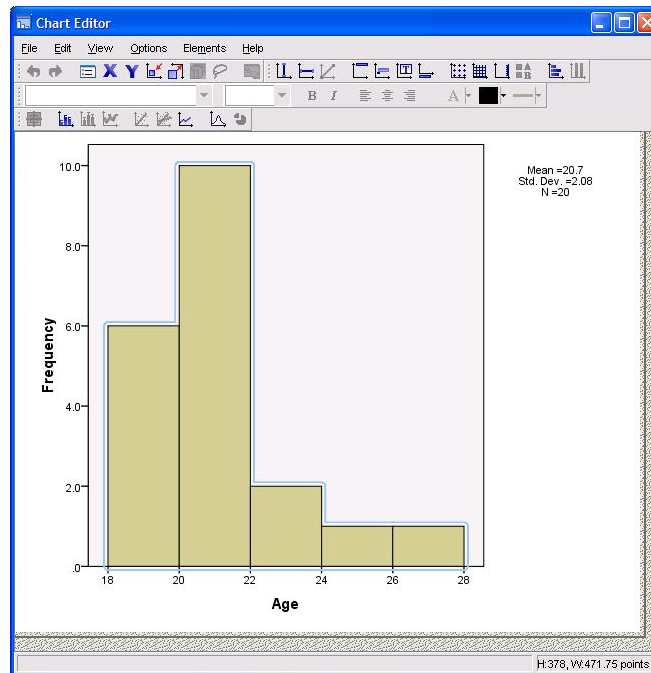 Chart Editor
File Edit View Options Elements Help
X Y
B I A
Mean =20.7
Std. Dev. =2.08
N =20
10.0
8.0
6.0
4.0
2.0
.0
Frequency
18 20 22 24 26 28
Age
H:378, W:471.75 points